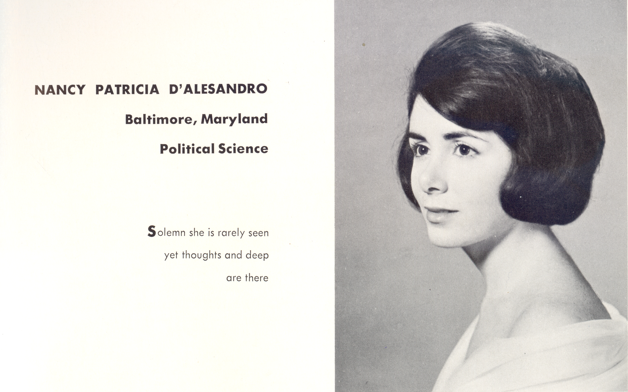 NANCY PATRICIA D'ALESANDRO
Baltimore, Maryland
Political Science
Solemn she is rarely seen
yet thoughts and deep
are there